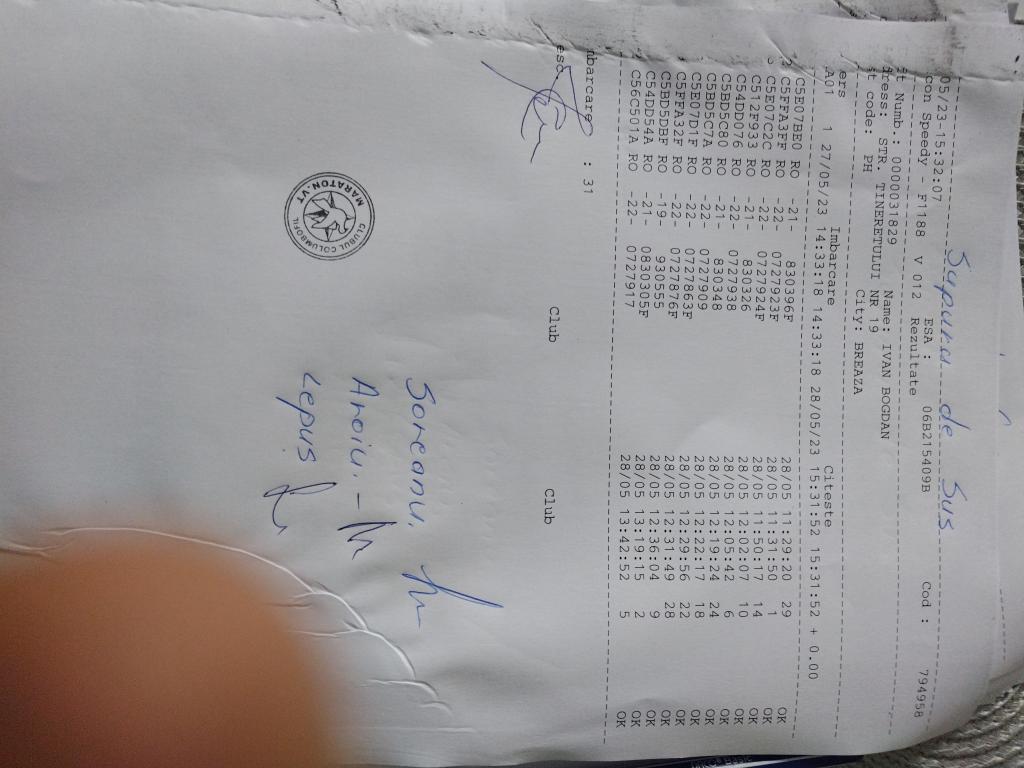 Supuru de Sus
05/23-15:32:07
con Speedy - F1188 V 012 ESA : 06B215409B Cod : 794958
Rezultate
t Numb.: 0000031829 Name: IVAN BOGDAN
ress: STR. TINERETULUI NR 19
t code: PH City: BREAZA
ers Imbarcare Citeste
A01 1 27/05/23 14:33:18 14:33:18 28/05/23 15:31:52 15:31:52 + 0.00
C5E07BE0 RO -21- 830396F 28/05 11:29:20 29 OK
C5FFA3FF RO -22- 0727923F 28/05 11:31:50 1 OK
C5E07C2C RO -22- 0727924F 28/05 11:50:17 14 OK
C512F933 RO -21- 830326 28/05 12:02:07 10 OK
C54DD076 RO -22- 0727938 28/05 12:05:42 6 OK
C5BD5C80 RO -21- 830348 28/05 12:19:24 24 OK
C5BD5C7A RO -22- 0727909 28/05 12:22:17 18 OK
C5E07D1F RO -22- 0727863F 28/05 12:29:56 22 OK
C5FFA32F RO -22- 0727876F 28/05 12:31:49 28 OK
C5BD5DBF RO -19- 930555 28/05 12:36:04 9 OK
C54DD54A RO -21- 0830305F 28/05 13:19:15 2 OK
C56C501A RO -22- 0727917 28/05 13:42:52 5 OK
mbarcare : 31
esc Club Club
Soreanu.
Aroiu. -
Lepus
CLUBUL COLUMBOFIL
MARATON.VT